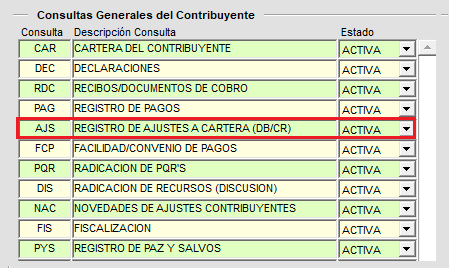 Consultas Generales del Contribuyente
Consulta Descripción Consulta Estado
CAR CARTERA DEL CONTRIBUYENTE ACTIVA
DEC DECLARACIONES ACTIVA
RDC RECIBOS/DOCUMENTOS DE COBRO ACTIVA
PAG REGISTRO DE PAGOS ACTIVA
AJS REGISTRO DE AJUSTES A CARTERA (DB/CR) ACTIVA
FCP FACILIDAD/CONVENIO DE PAGOS ACTIVA
PQR RADICACION DE PQR'S ACTIVA
DIS RADICACION DE RECURSOS (DISCUSION) ACTIVA
NAC NOVEDADES DE AJUSTES CONTRIBUYENTES ACTIVA
FIS FISCALIZACION ACTIVA
PYS REGISTRO DE PAZ Y SALVOS ACTIVA